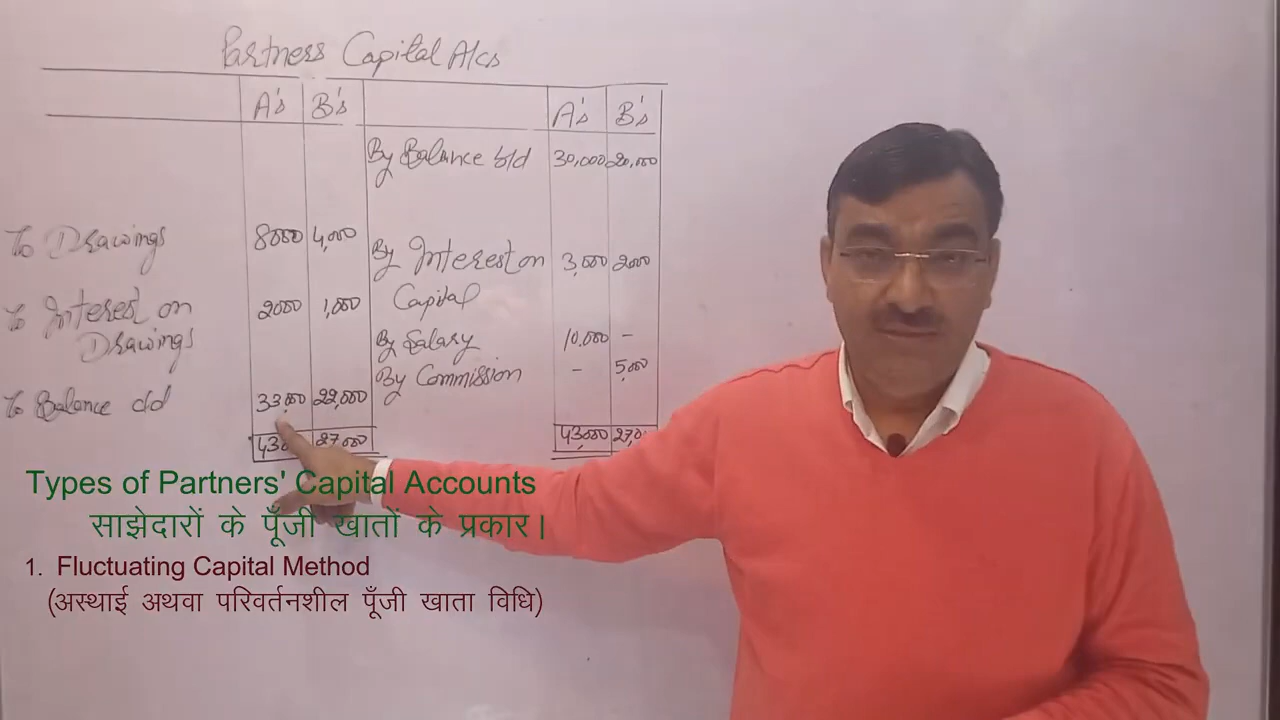 Partners Capital A/cs
A's B's A's B's
By Balance b/d 30,000 20,000
To Drawings 8000 4,000
By Interest on 3,000 2000
Capital
To Interest on 2000 1,000
Drawings
By Salary 10,000 -
By Commission - 5,000
To Balance c/d 33000 22,000
27,000 43,000
Types of Partners' Capital Accounts
साझेदारों के पूँजी खातों के प्रकार।
1. Fluctuating Capital Method
(अस्थाई अथवा परिवर्तनशील पूँजी खाता विधि)